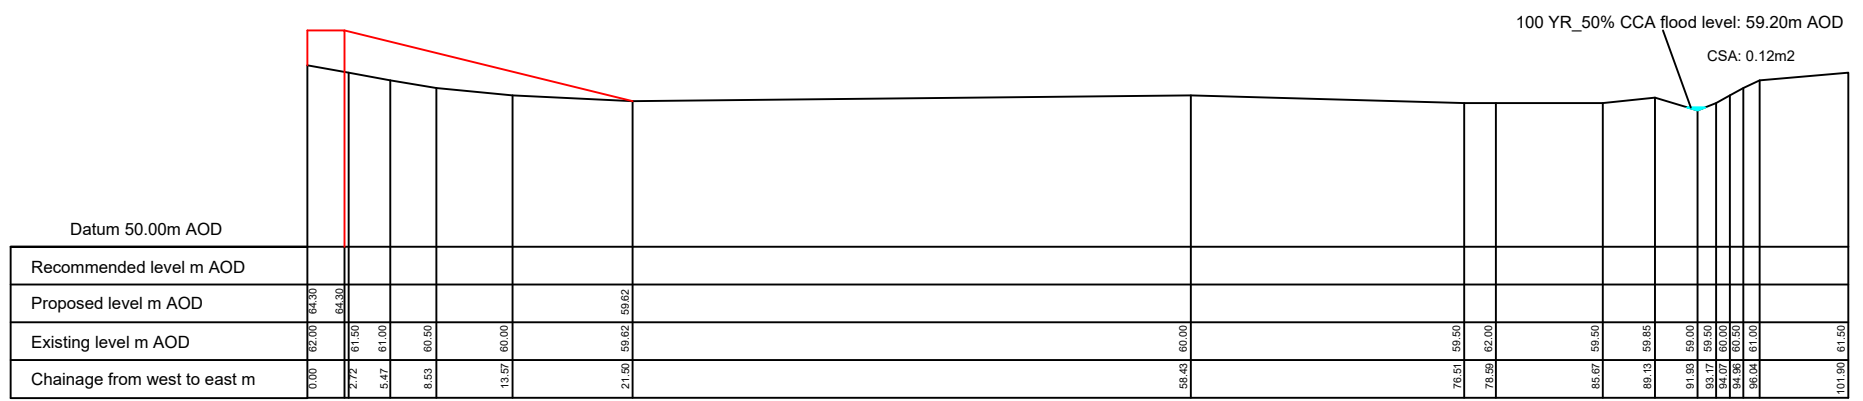 100 YR_50% CCA flood level: 59.20m AOD
CSA: 0.12m2
Datum 50.00m AOD
Recommended level m AOD
Proposed level m AOD 64.30 64.30 59.62
Existing level m AOD 62.00 61.50 61.00 60.50 60.00 59.62 60.00 59.50 62.00 59.50 59.85 59.00 59.50 60.00 60.50 61.00 61.50
Chainage from west to east m 0.00 2.72 5.47 8.53 13.57 21.50 58.43 76.51 78.59 85.67 89.13 91.93 93.17 94.07 94.96 96.04 101.90